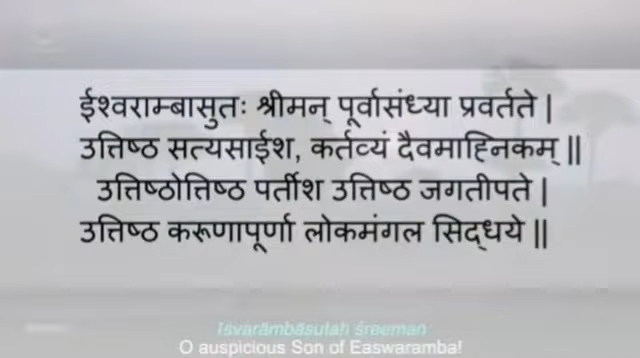 ईश्वराम्बासुतः श्रीमन् पूर्वासंध्या प्रवर्तते |
उत्तिष्ठ सत्यसाईश, कर्तव्यं दैवमाह्निकम् ||
उत्तिष्ठोत्तिष्ठ पर्तीश उत्तिष्ठ जगतीपते |
उत्तिष्ठ करूणापूर्णा लोकमंगल सिद्धये ||
Iśvarāmbāsutaḥ śreeman
O auspicious Son of Easwaramba!